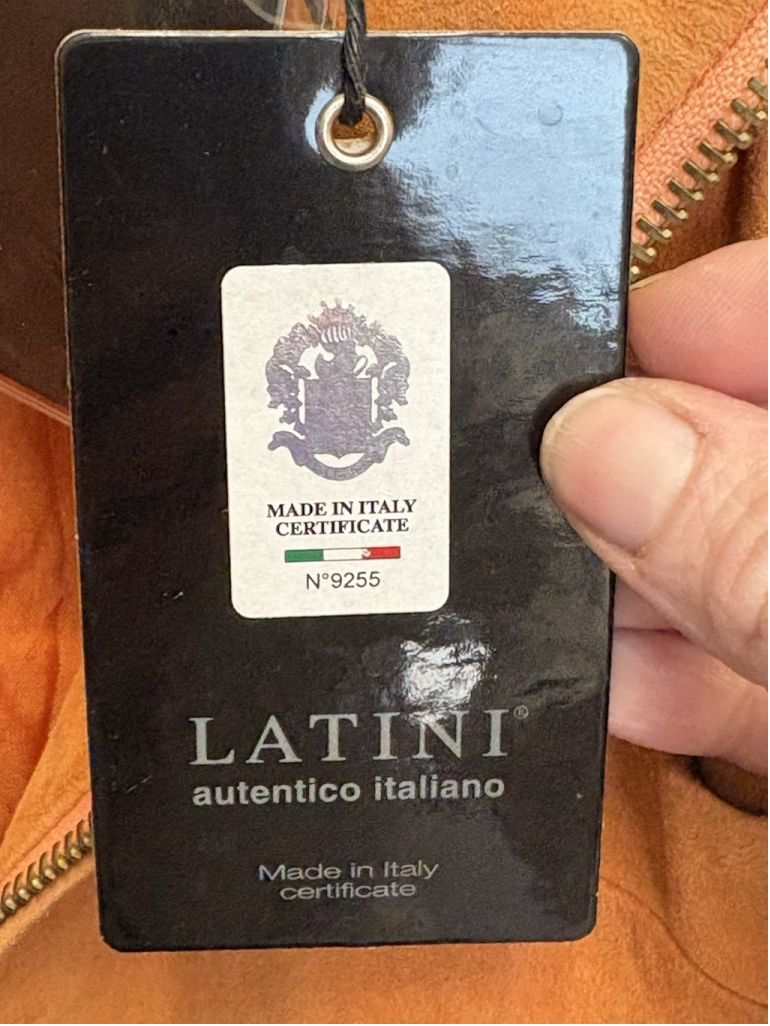 MADE IN ITALY
CERTIFICATE
N°9255
LATINI®
autentico italiano
Made in Italy
certificate